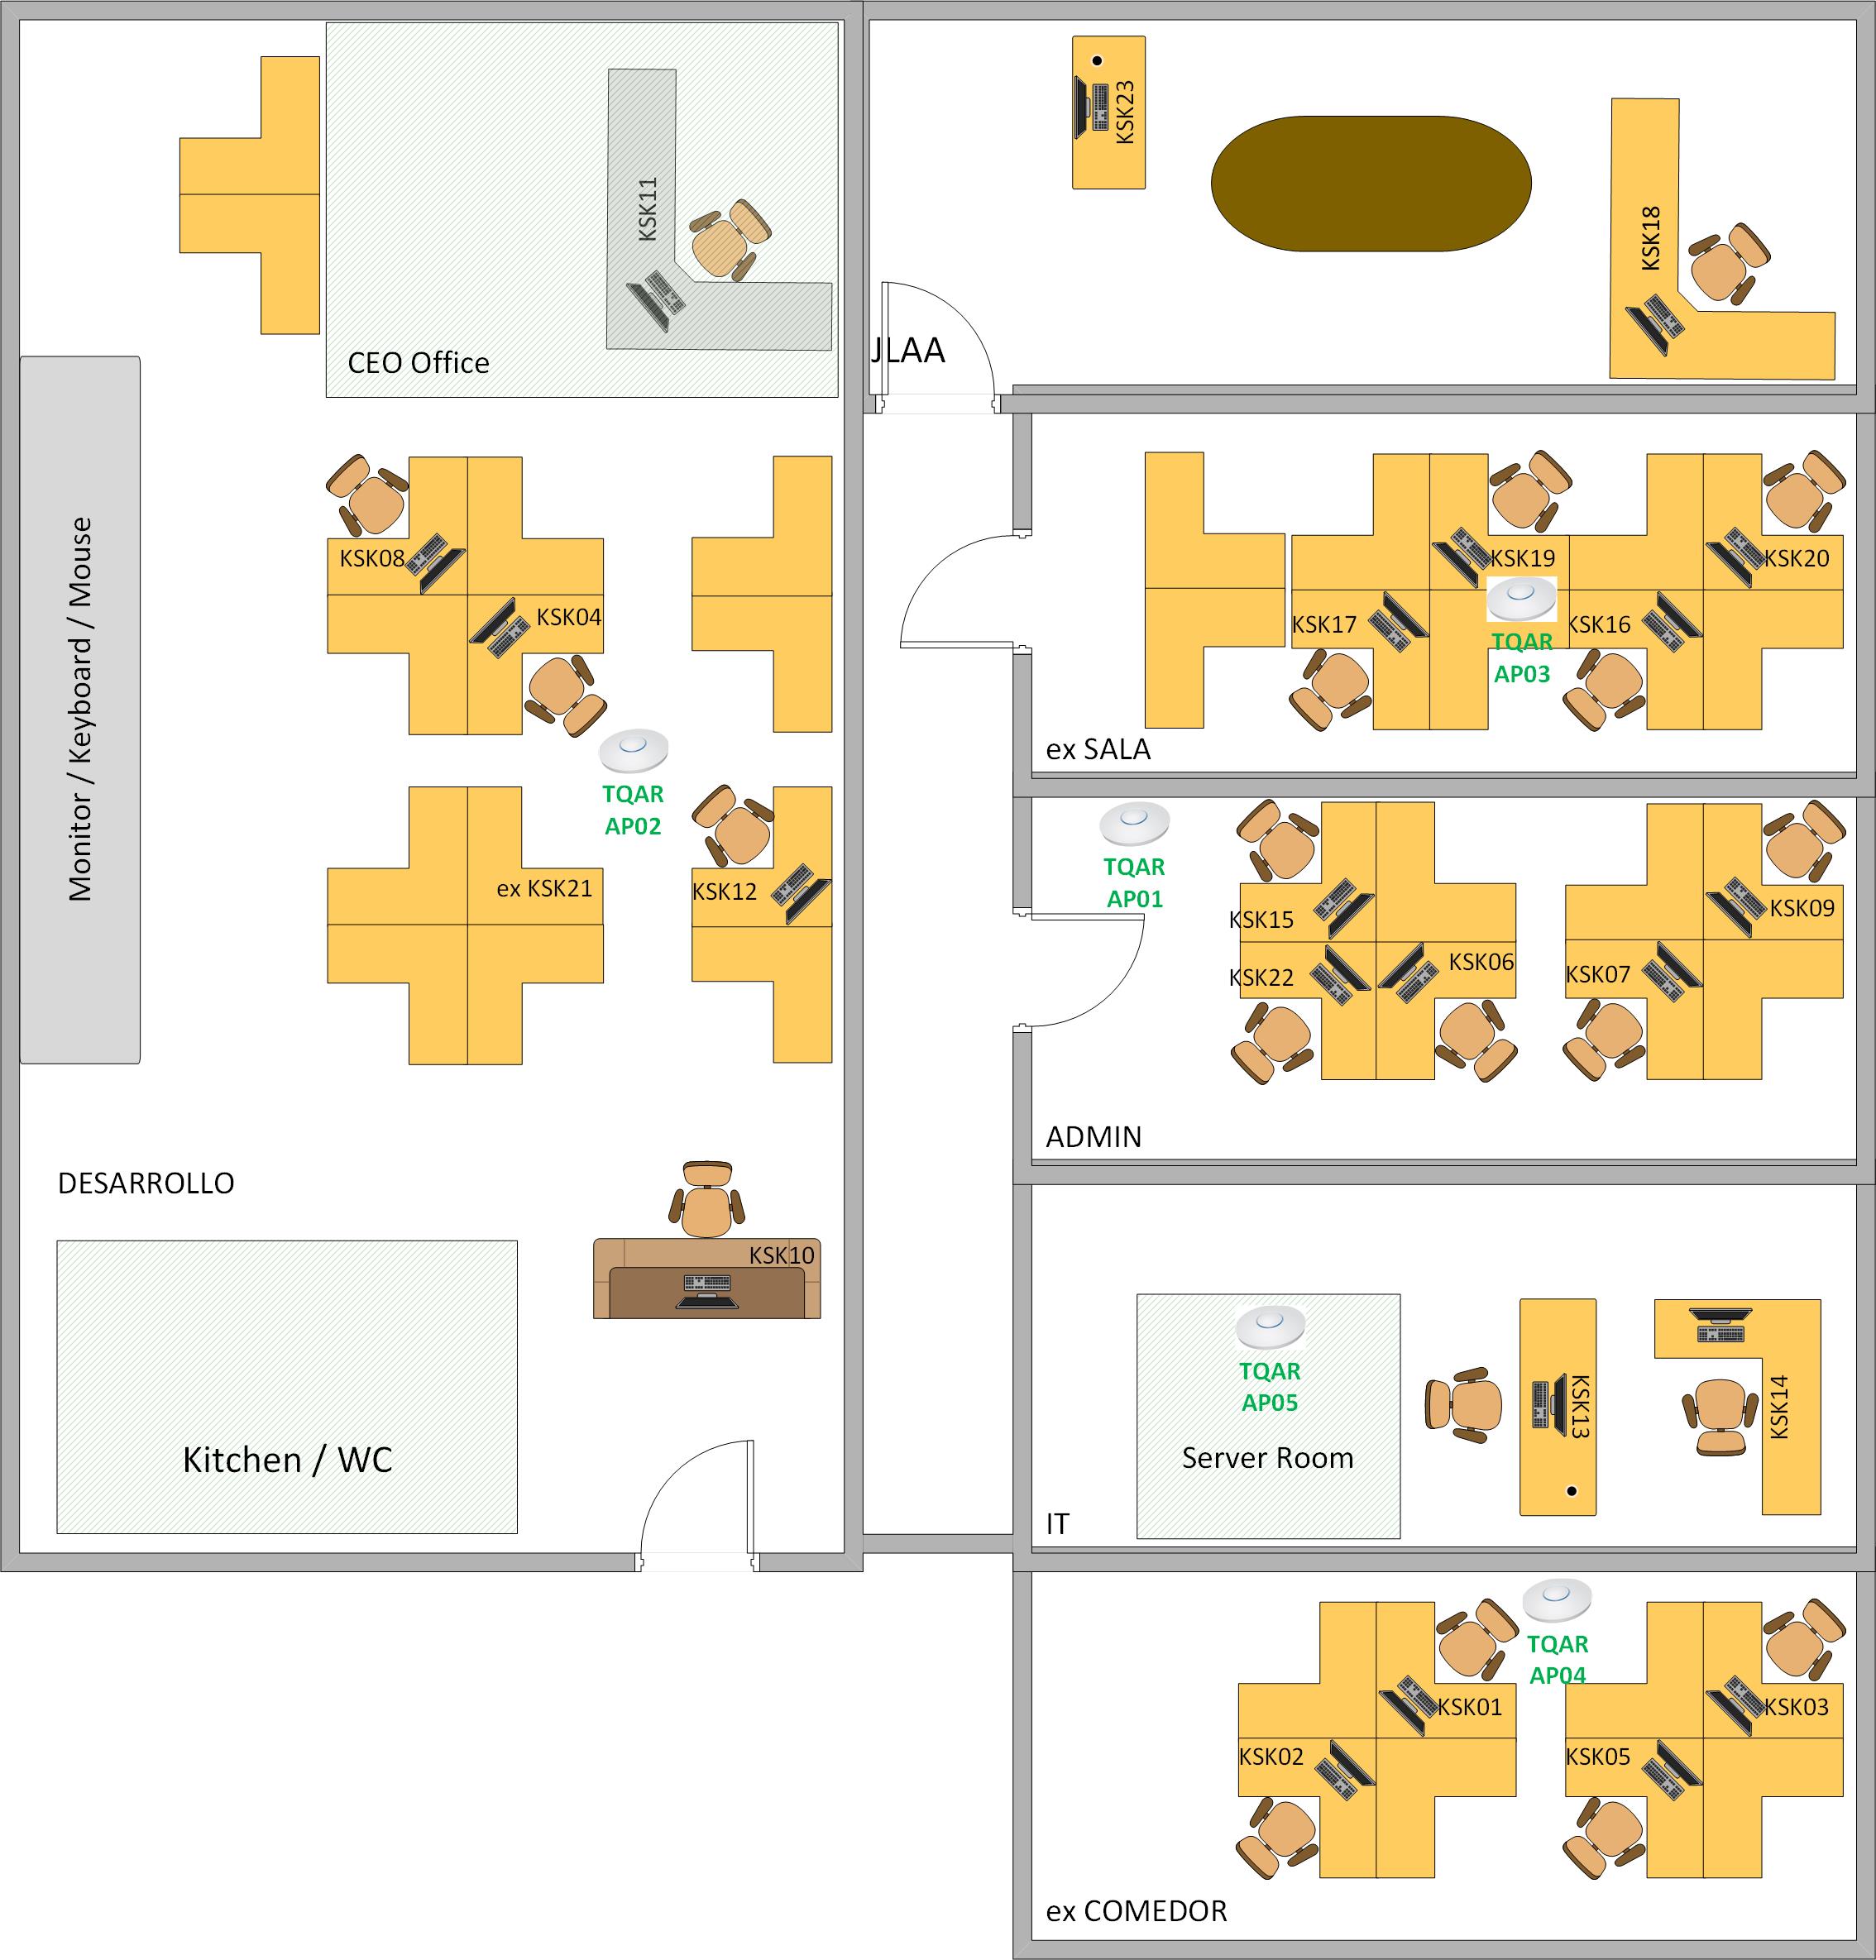 KSK11
CEO Office
Monitor / Keyboard / Mouse
KSK08
KSK04
TQAR
AP02
ex KSK21
KSK12
DESARROLLO
KSK10
Kitchen / WC
KSK23
KSK18
JLAA
KSK19
KSK20
KSK17
KSK16
TQAR
AP03
ex SALA
TQAR
AP01
KSK15
KSK09
KSK22
KSK06
KSK07
ADMIN
TQAR
AP05
Server Room
KSK13
KSK14
IT
TQAR
AP04
KSK01
KSK03
KSK02
KSK05
ex COMEDOR